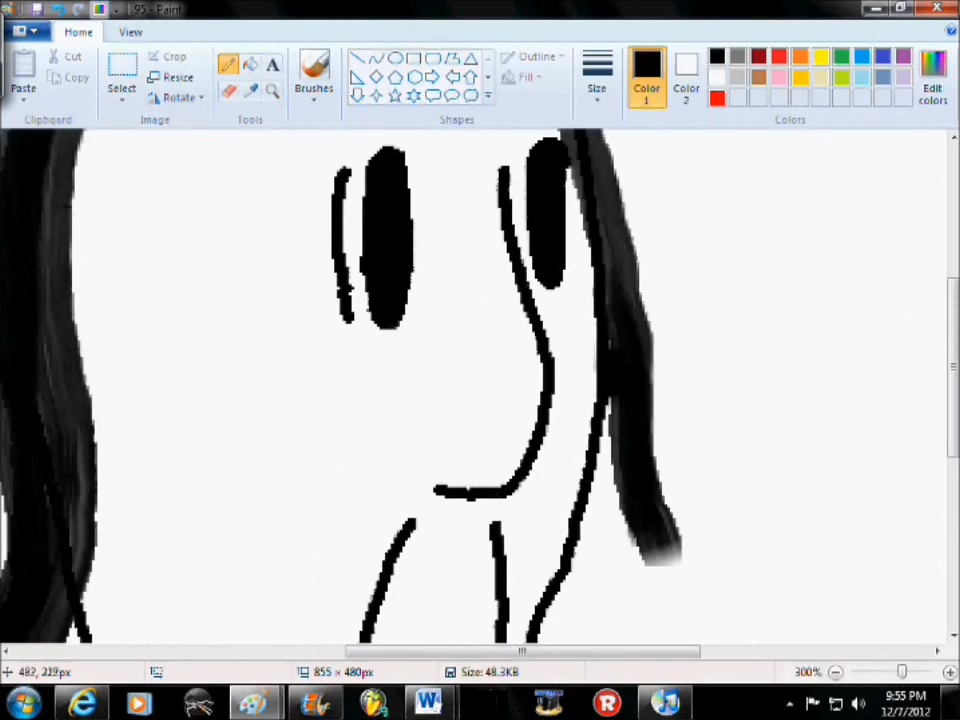 95 - Paint
Home
View
Paste
Cut
Copy
Clipboard
Select
Crop
Resize
Rotate
Image
A
Tools
Brushes
Shapes
Outline
Fill
Size
Color
1
Color
2
Colors
Edit
colors
482, 219px
855 × 480px
Size: 48.3KB
300%
W
R
9:55 PM
12/7/2012